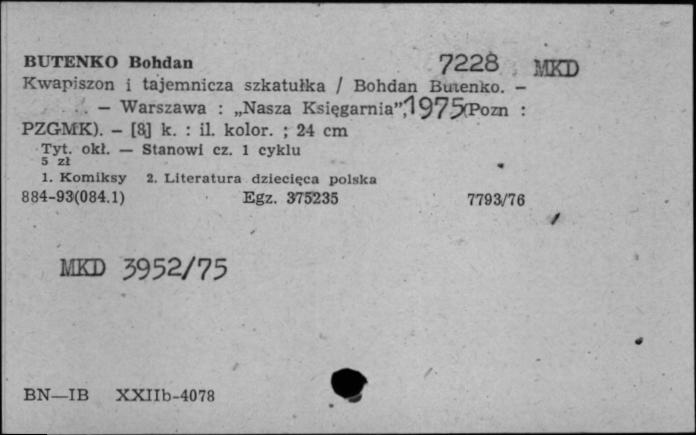 BUTENKO Bohdan 7228 MKD
Kwapiszon i tajemnicza szkatułka / Bohdan Butenko. –
– Warszawa : „Nasza Księgarnia”, 1975 (Pozn :
PZGMK). – [8] k. : il. kolor. ; 24 cm
Tyt. okł. — Stanowi cz. 1 cyklu
5 zł
1. Komiksy 2. Literatura dziecięca polska
884-93(084.1) Egz. 375235 7793/76
MKD 3952/75
BN—IB XXIIb-4078